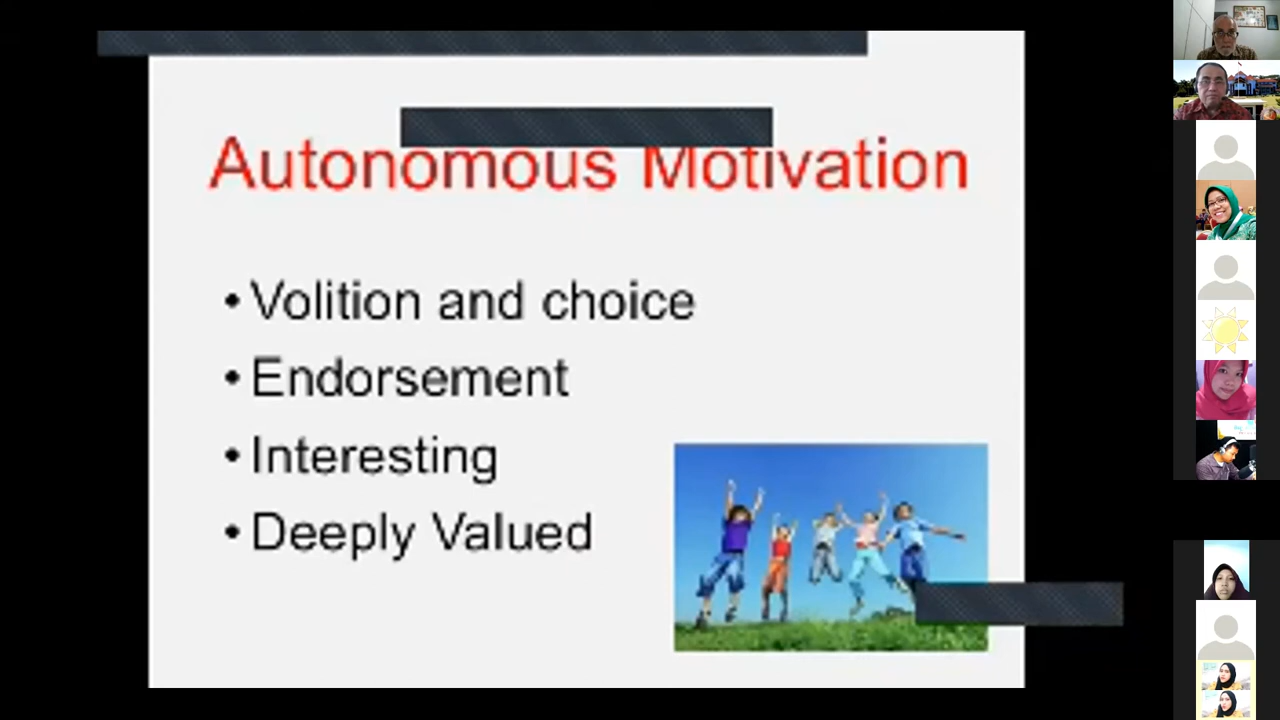 Autonomous Motivation
• Volition and choice
• Endorsement
• Interesting
• Deeply Valued